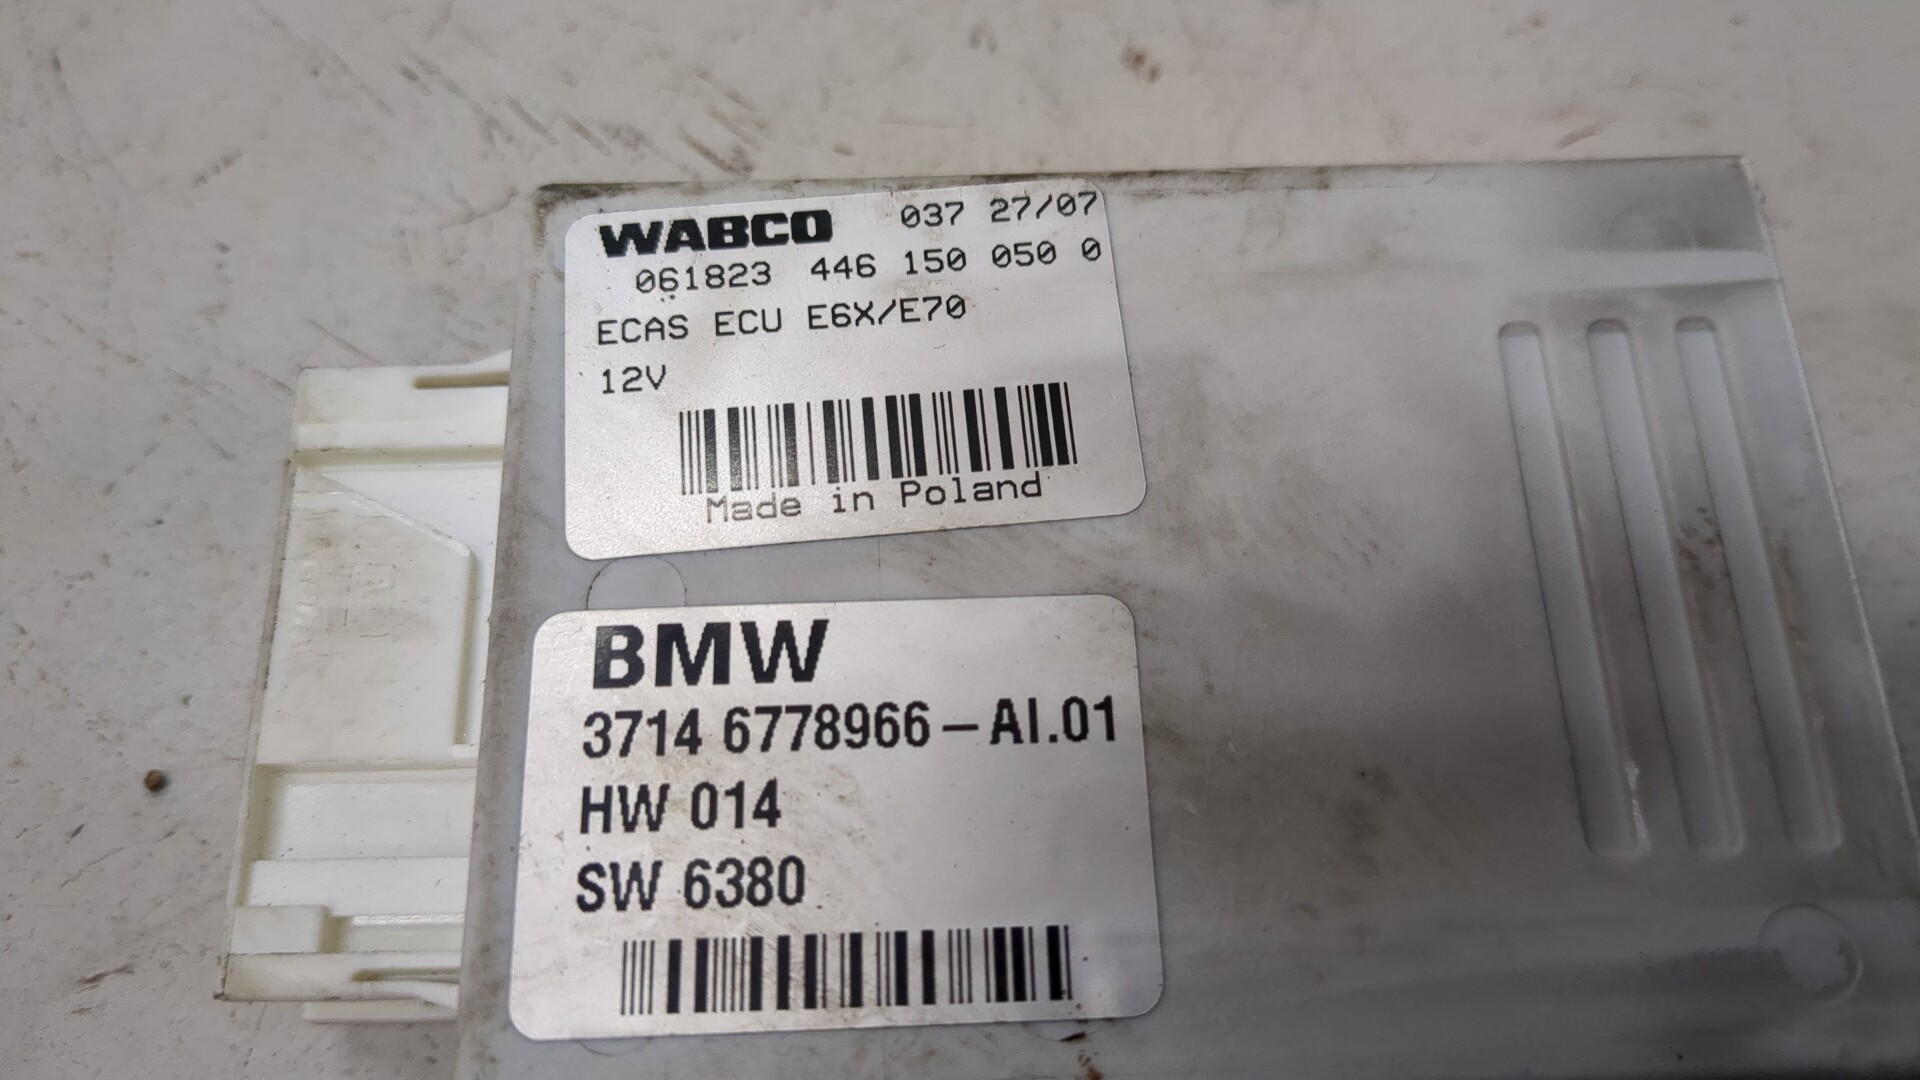 WABCO 037 27/07
061823 446 150 050 0
ECAS ECU E6X/E70
12V
Made in Poland
BMW
3714 6778966-AI.01
HW 014
SW 6380